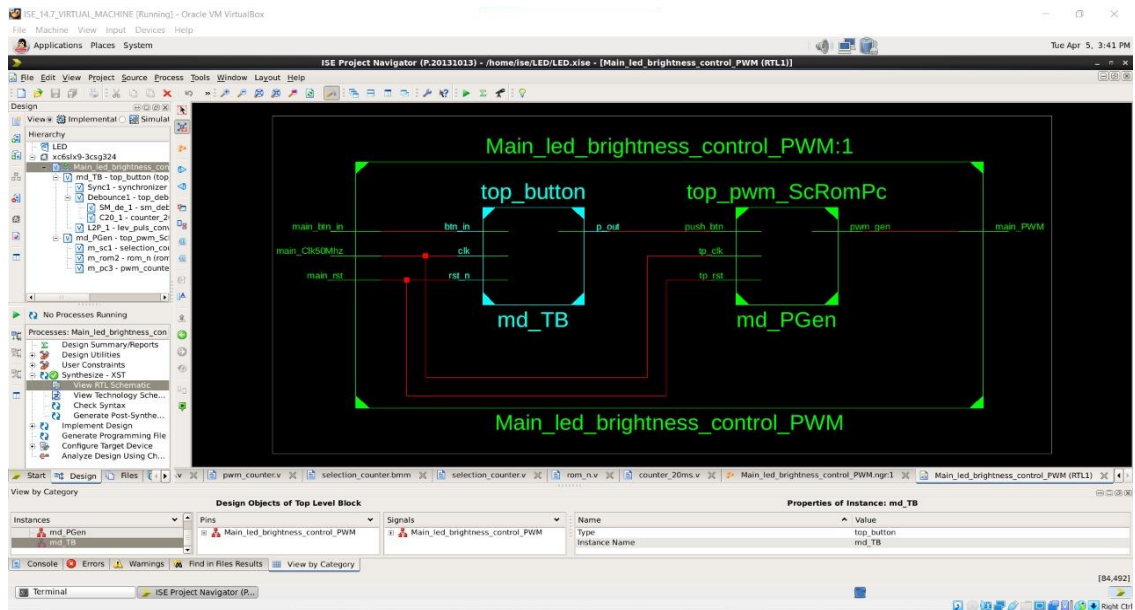 ISE_14.7_VIRTUAL_MACHINE [Running] - Oracle VM VirtualBox
File Machine View Input Devices Help
Applications Places System
Tue Apr 5, 3:41 PM
ISE Project Navigator (P.20131013) - /home/ise/LED/LED.xise - [Main_led_brightness_control_PWM (RTL1)]
File Edit View Project Source Process Tools Window Layout Help
Design
View: Implemental Simulat
Hierarchy
LED
xc6slx9-3csg324
Main_led_brightness_con
md_TB - top_button (top
Sync1 - synchronizer
Debounce1 - top_deb
SM_de_1 - sm_deb
C20_1 - counter_2
L2P_1 - lev_puls_conv
md_PGen - top_pwm_Sc
m_sc1 - selection_cou
m_rom2 - rom_n (rom
m_pc3 - pwm_counte
No Processes Running
Processes: Main_led_brightness_con
Design Summary/Reports
Design Utilities
User Constraints
Synthesize - XST
View RTL Schematic
View Technology Sche...
Check Syntax
Generate Post-Synthe...
Implement Design
Generate Programming File
Configure Target Device
Analyze Design Using Ch...
Main_led_brightness_control_PWM:1
top_button top_pwm_ScRomPc
main_btn_in btn_in p_out push_btn pwm_gen main_PWM
main_Clk50Mhz clk tp_clk
main_rst rst_n tp_rst
md_TB md_PGen
Main_led_brightness_control_PWM
Start Design Files
.v pwm_counter.v selection_counter.bmm selection_counter.v rom_n.v counter_20ms.v Main_led_brightness_control_PWM.ngr:1 Main_led_brightness_control_PWM (RTL1)
View by Category
Design Objects of Top Level Block Properties of Instance: md_TB
Instances Pins Signals Name Value
md_PGen Main_led_brightness_control_PWM Main_led_brightness_control_PWM Type top_button
md_TB Instance Name md_TB
Console Errors Warnings Find in Files Results View by Category
[84,492]
Terminal ISE Project Navigator (P...
Right Ctrl